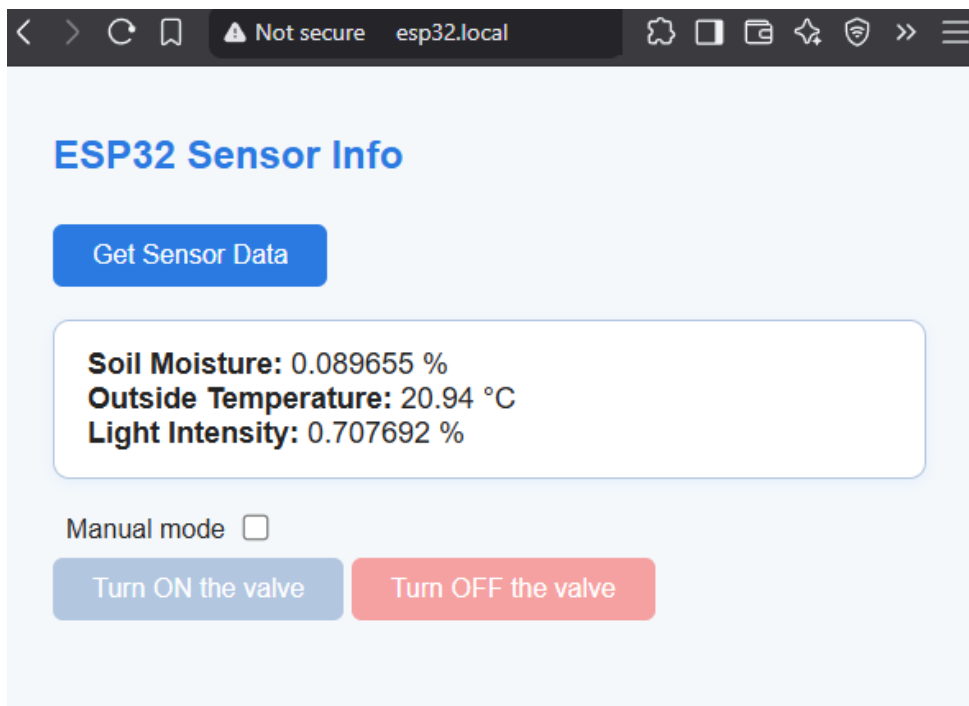 Not secure esp32.local
ESP32 Sensor Info
Get Sensor Data
Soil Moisture: 0.089655 %
Outside Temperature: 20.94 °C
Light Intensity: 0.707692 %
Manual mode
Turn ON the valve Turn OFF the valve